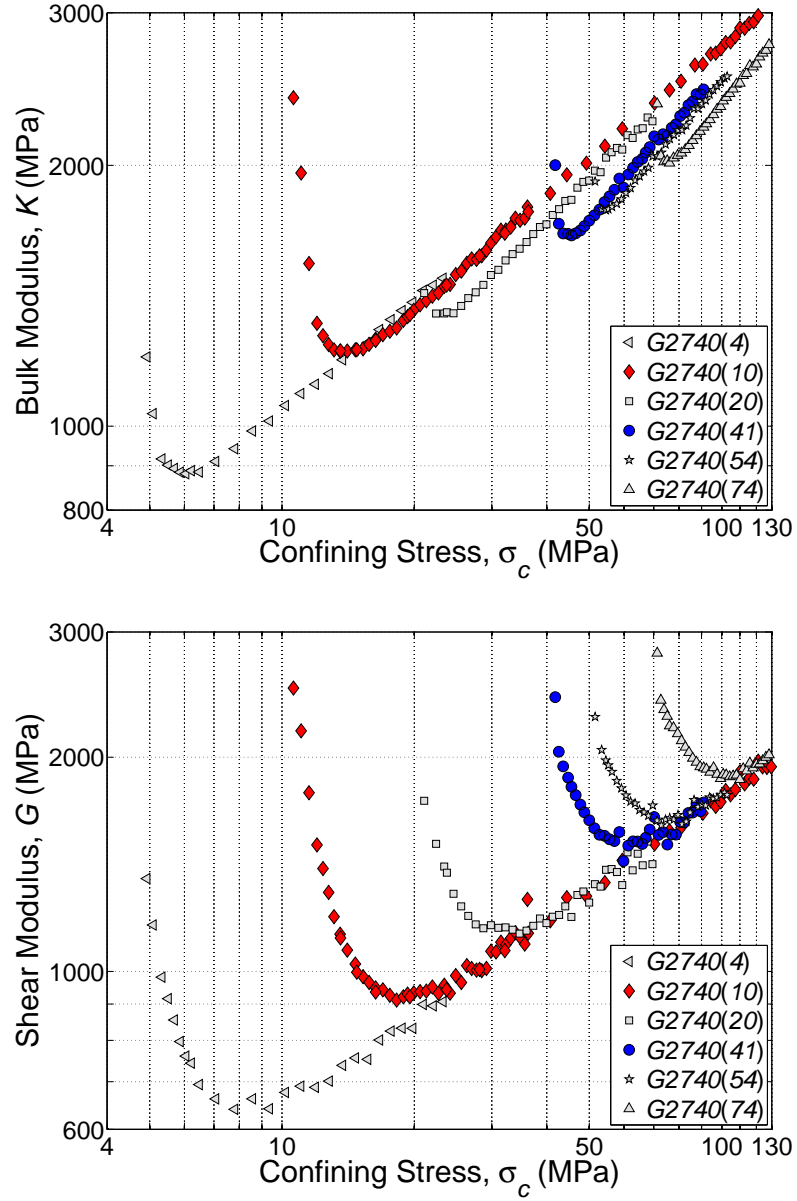 3000
2000
1000
800
Bulk Modulus, K (MPa)
4
10
50
100
130
Confining Stress, σc (MPa)
G2740(4)
G2740(10)
G2740(20)
G2740(41)
G2740(54)
G2740(74)
3000
2000
1000
600
Shear Modulus, G (MPa)
4
10
50
100
130
Confining Stress, σc (MPa)
G2740(4)
G2740(10)
G2740(20)
G2740(41)
G2740(54)
G2740(74)